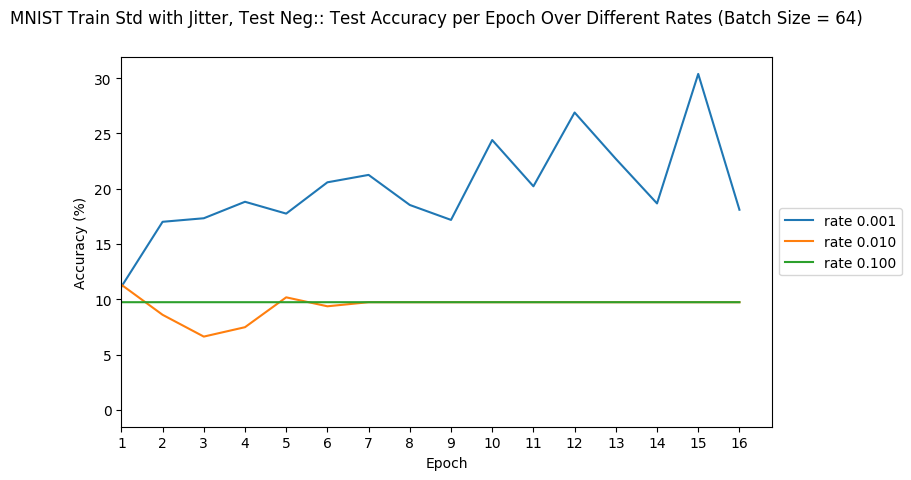 MNIST Train Std with Jitter, Test Neg:: Test Accuracy per Epoch Over Different Rates (Batch Size = 64)
30
25
20
15
10
5
0
Accuracy (%)
1 2 3 4 5 6 7 8 9 10 11 12 13 14 15 16
Epoch
rate 0.001
rate 0.010
rate 0.100